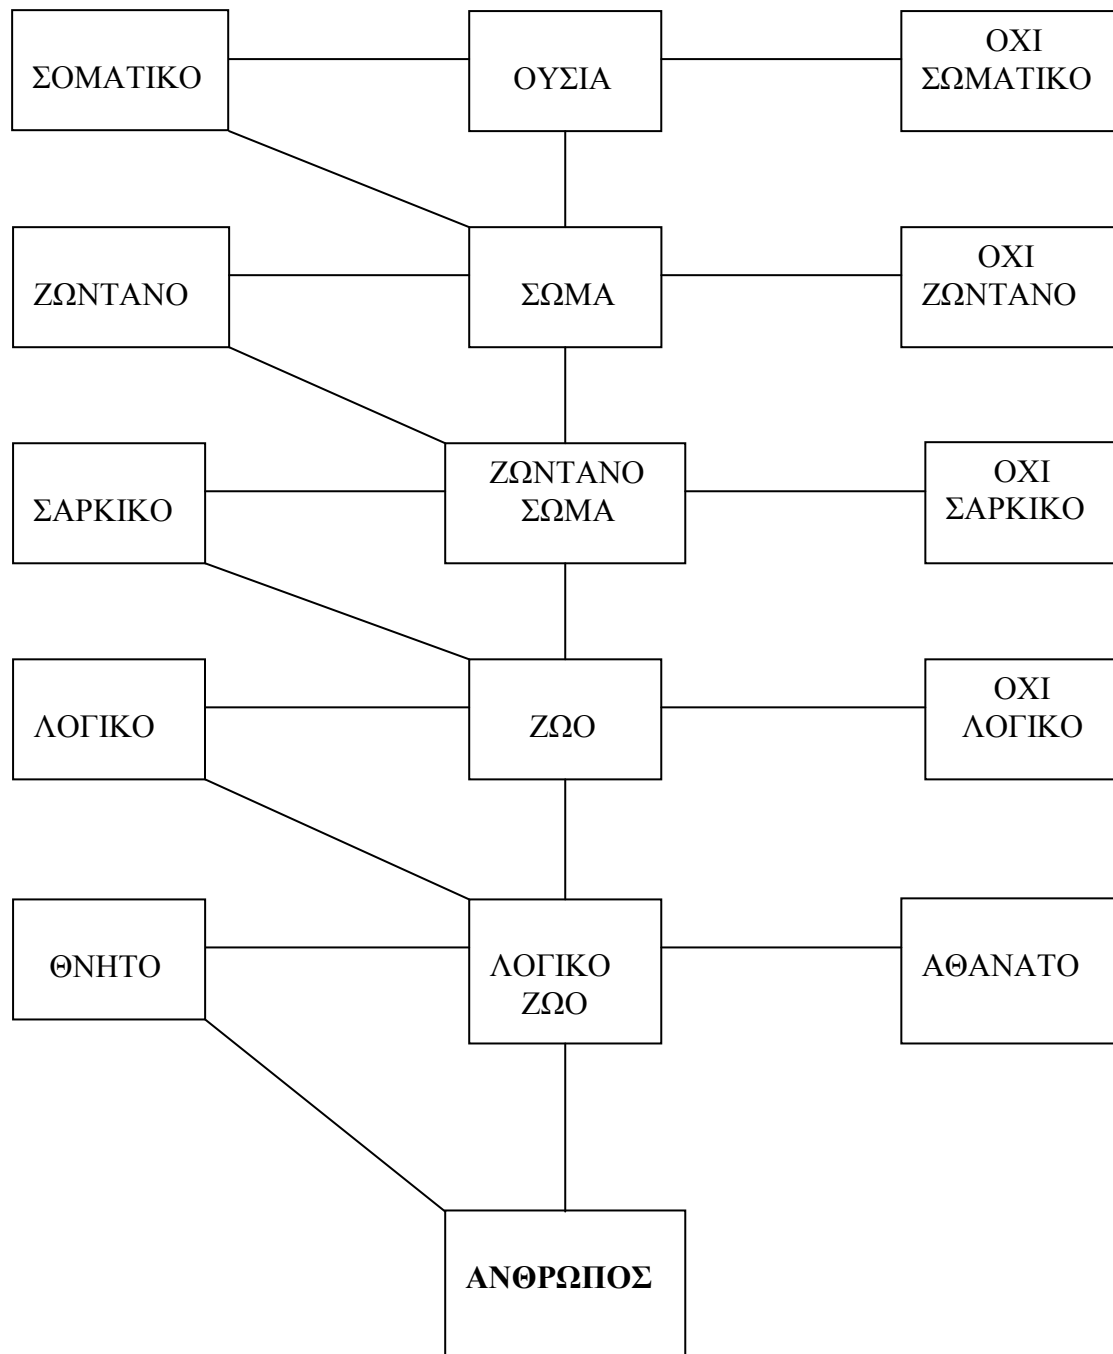 ΣΟΜΑΤΙΚΟ
ΟΥΣΙΑ
ΟΧΙ
ΣΩΜΑΤΙΚΟ
ΖΩΝΤΑΝΟ
ΣΩΜΑ
ΟΧΙ
ΖΩΝΤΑΝΟ
ΣΑΡΚΙΚΟ
ΖΩΝΤΑΝΟ
ΣΩΜΑ
ΟΧΙ
ΣΑΡΚΙΚΟ
ΛΟΓΙΚΟ
ΖΩΟ
ΟΧΙ
ΛΟΓΙΚΟ
ΘΝΗΤΟ
ΛΟΓΙΚΟ
ΖΩΟ
ΑΘΑΝΑΤΟ
ΑΝΘΡΩΠΟΣ